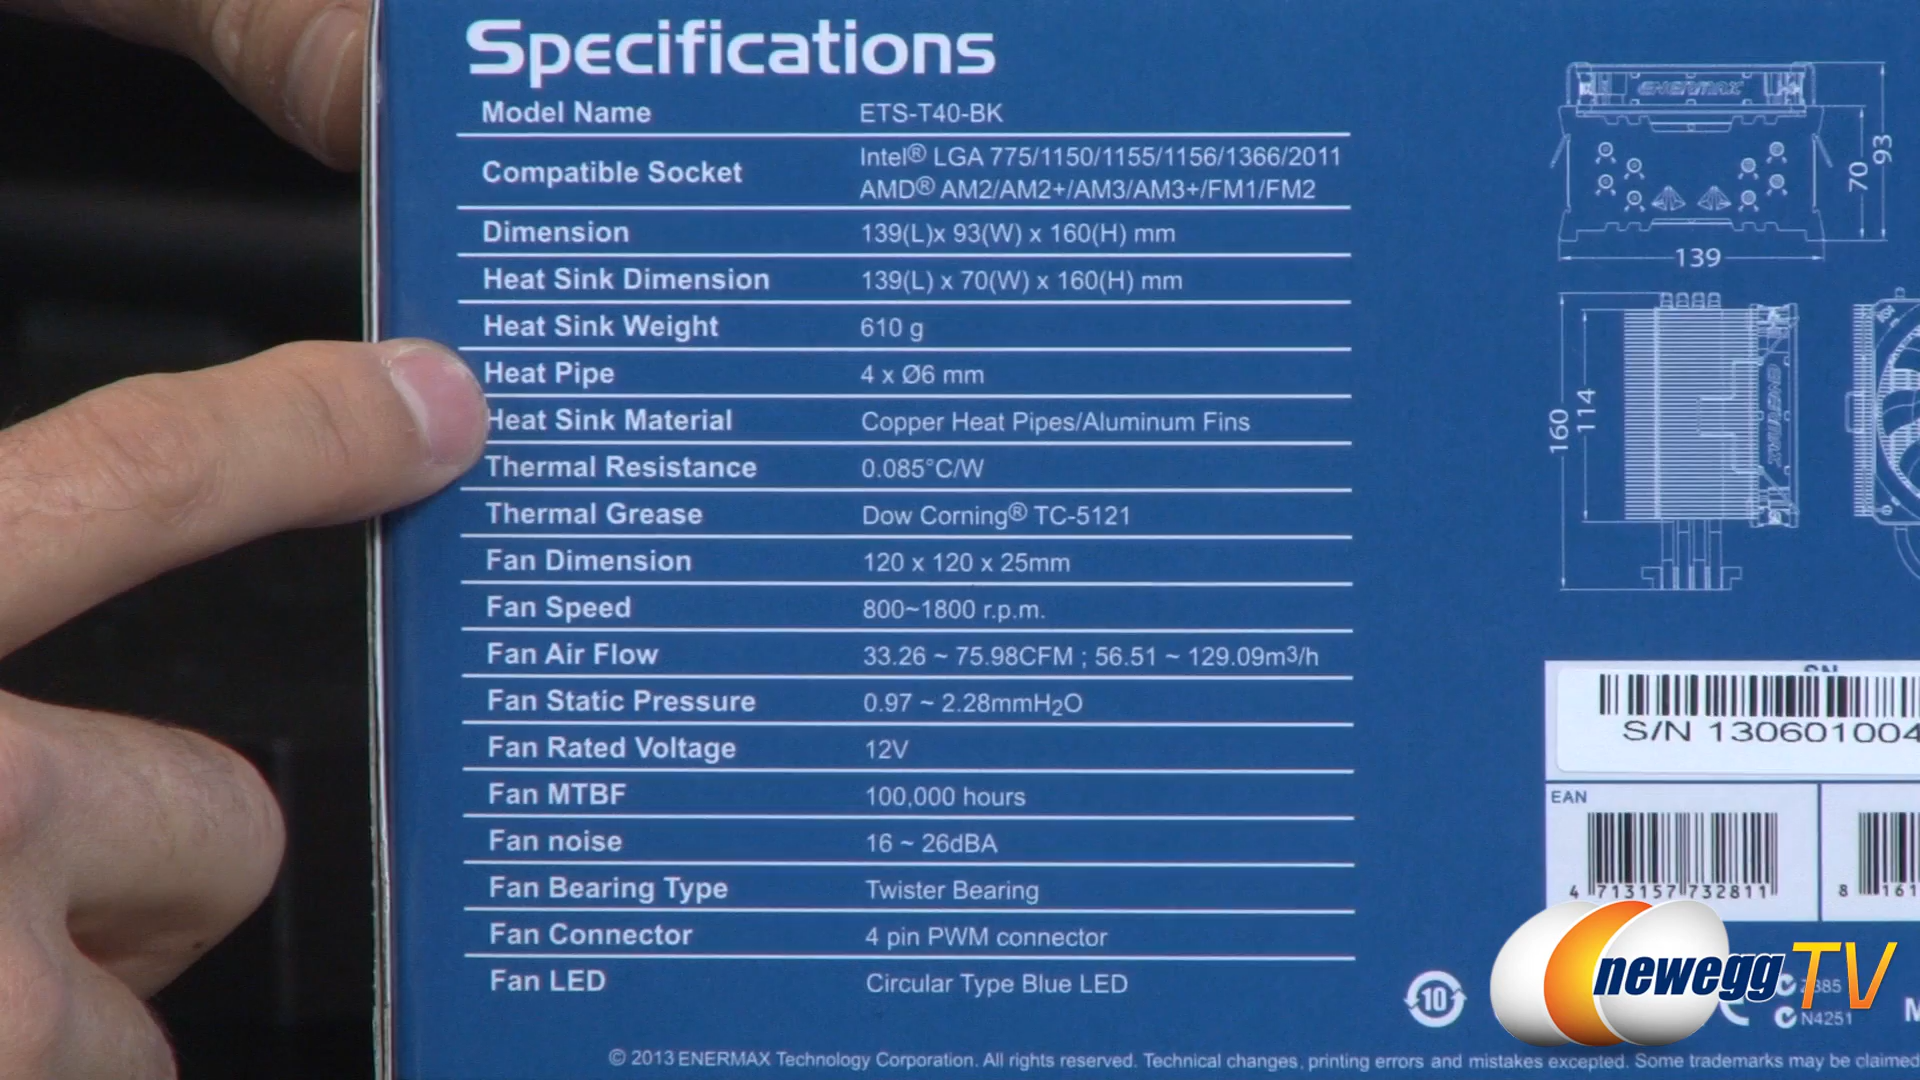 Specifications
Model Name ETS-T40-BK
Compatible Socket Intel® LGA 775/1150/1155/1156/1366/2011
AMD® AM2/AM2+/AM3/AM3+/FM1/FM2
Dimension 139(L)x 93(W) x 160(H) mm
Heat Sink Dimension 139(L) x 70(W) x 160(H) mm
Heat Sink Weight 610 g
Heat Pipe 4 x Ø6 mm
Heat Sink Material Copper Heat Pipes/Aluminum Fins
Thermal Resistance 0.085°C/W
Thermal Grease Dow Corning® TC-5121
Fan Dimension 120 x 120 x 25mm
Fan Speed 800~1800 r.p.m.
Fan Air Flow 33.26 ~ 75.98CFM ; 56.51 ~ 129.09m³/h
Fan Static Pressure 0.97 ~ 2.28mmH₂O
Fan Rated Voltage 12V
Fan MTBF 100,000 hours
Fan noise 16 ~ 26dBA
Fan Bearing Type Twister Bearing
Fan Connector 4 pin PWM connector
Fan LED Circular Type Blue LED
© 2013 ENERMAX Technology Corporation. All rights reserved. Technical changes, printing errors and mistakes excepted. Some trademarks may be claimed
ENERMAX
70
93
139
160
114
ENERMAX
S/N 130601004
EAN
4 713157 732811
8 161
10
newegg TV
N4251